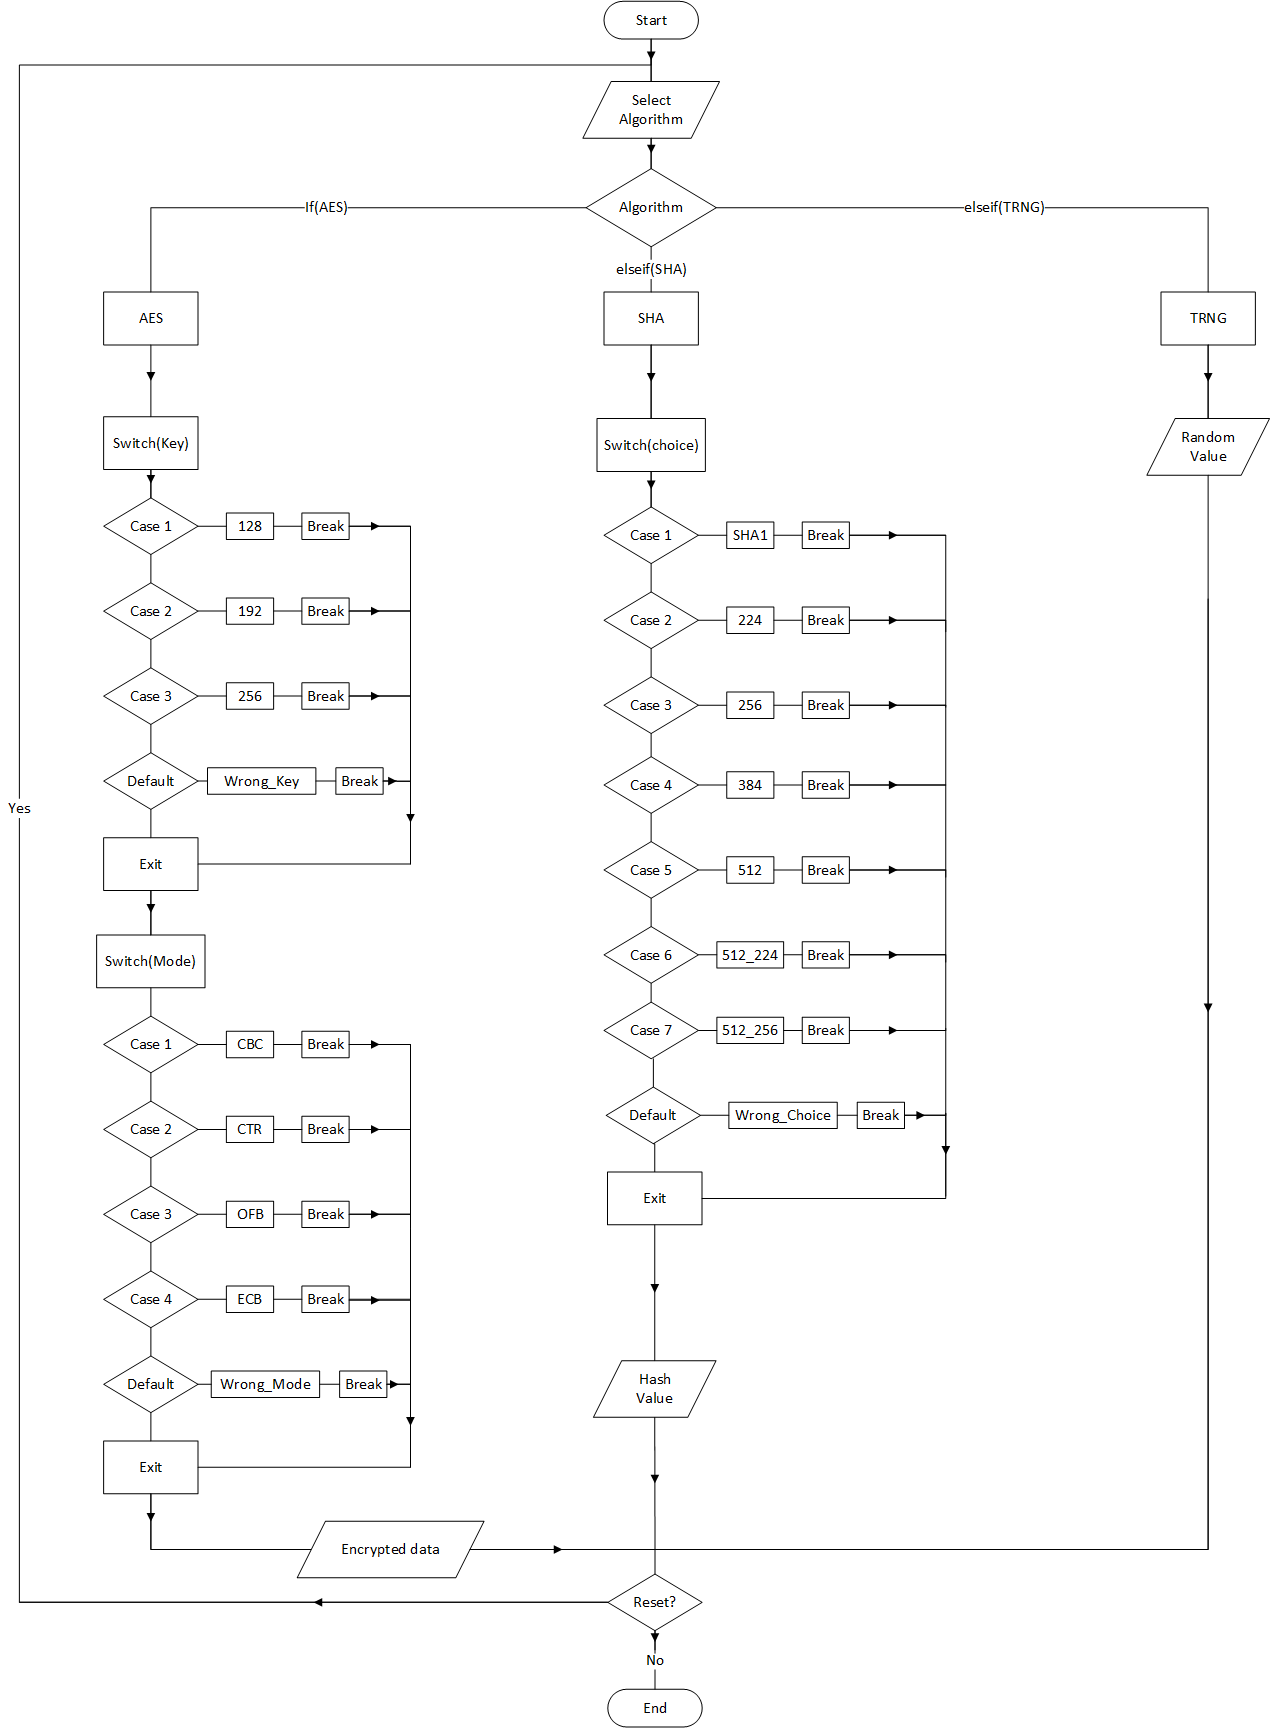 Start
Select
Algorithm
Algorithm
If(AES)
elseif(SHA)
elseif(TRNG)
AES
Switch(Key)
Case 1
128
Break
Case 2
192
Break
Case 3
256
Break
Default
Wrong_Key
Break
Exit
Switch(Mode)
Case 1
CBC
Break
Case 2
CTR
Break
Case 3
OFB
Break
Case 4
ECB
Break
Default
Wrong_Mode
Break
Exit
Encrypted data
SHA
Switch(choice)
Case 1
SHA1
Break
Case 2
224
Break
Case 3
256
Break
Case 4
384
Break
Case 5
512
Break
Case 6
512_224
Break
Case 7
512_256
Break
Default
Wrong_Choice
Break
Exit
Hash
Value
TRNG
Random
Value
Reset?
Yes
No
End